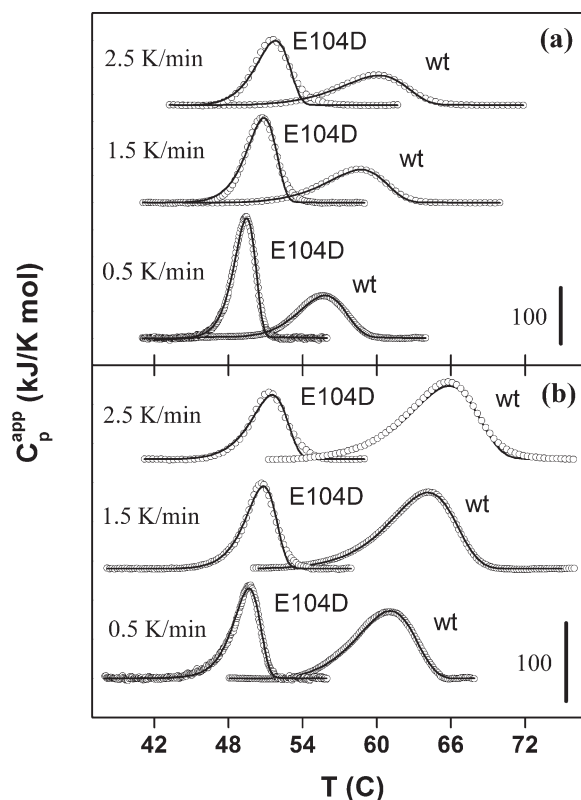 (a)
E104D
2.5 K/min
wt
E104D
1.5 K/min
wt
E104D
0.5 K/min
wt
100
C_p^app (kJ/K mol)
(b)
E104D
2.5 K/min
wt
E104D
1.5 K/min
wt
E104D
0.5 K/min
wt
100
42 48 54 60 66 72
T (C)